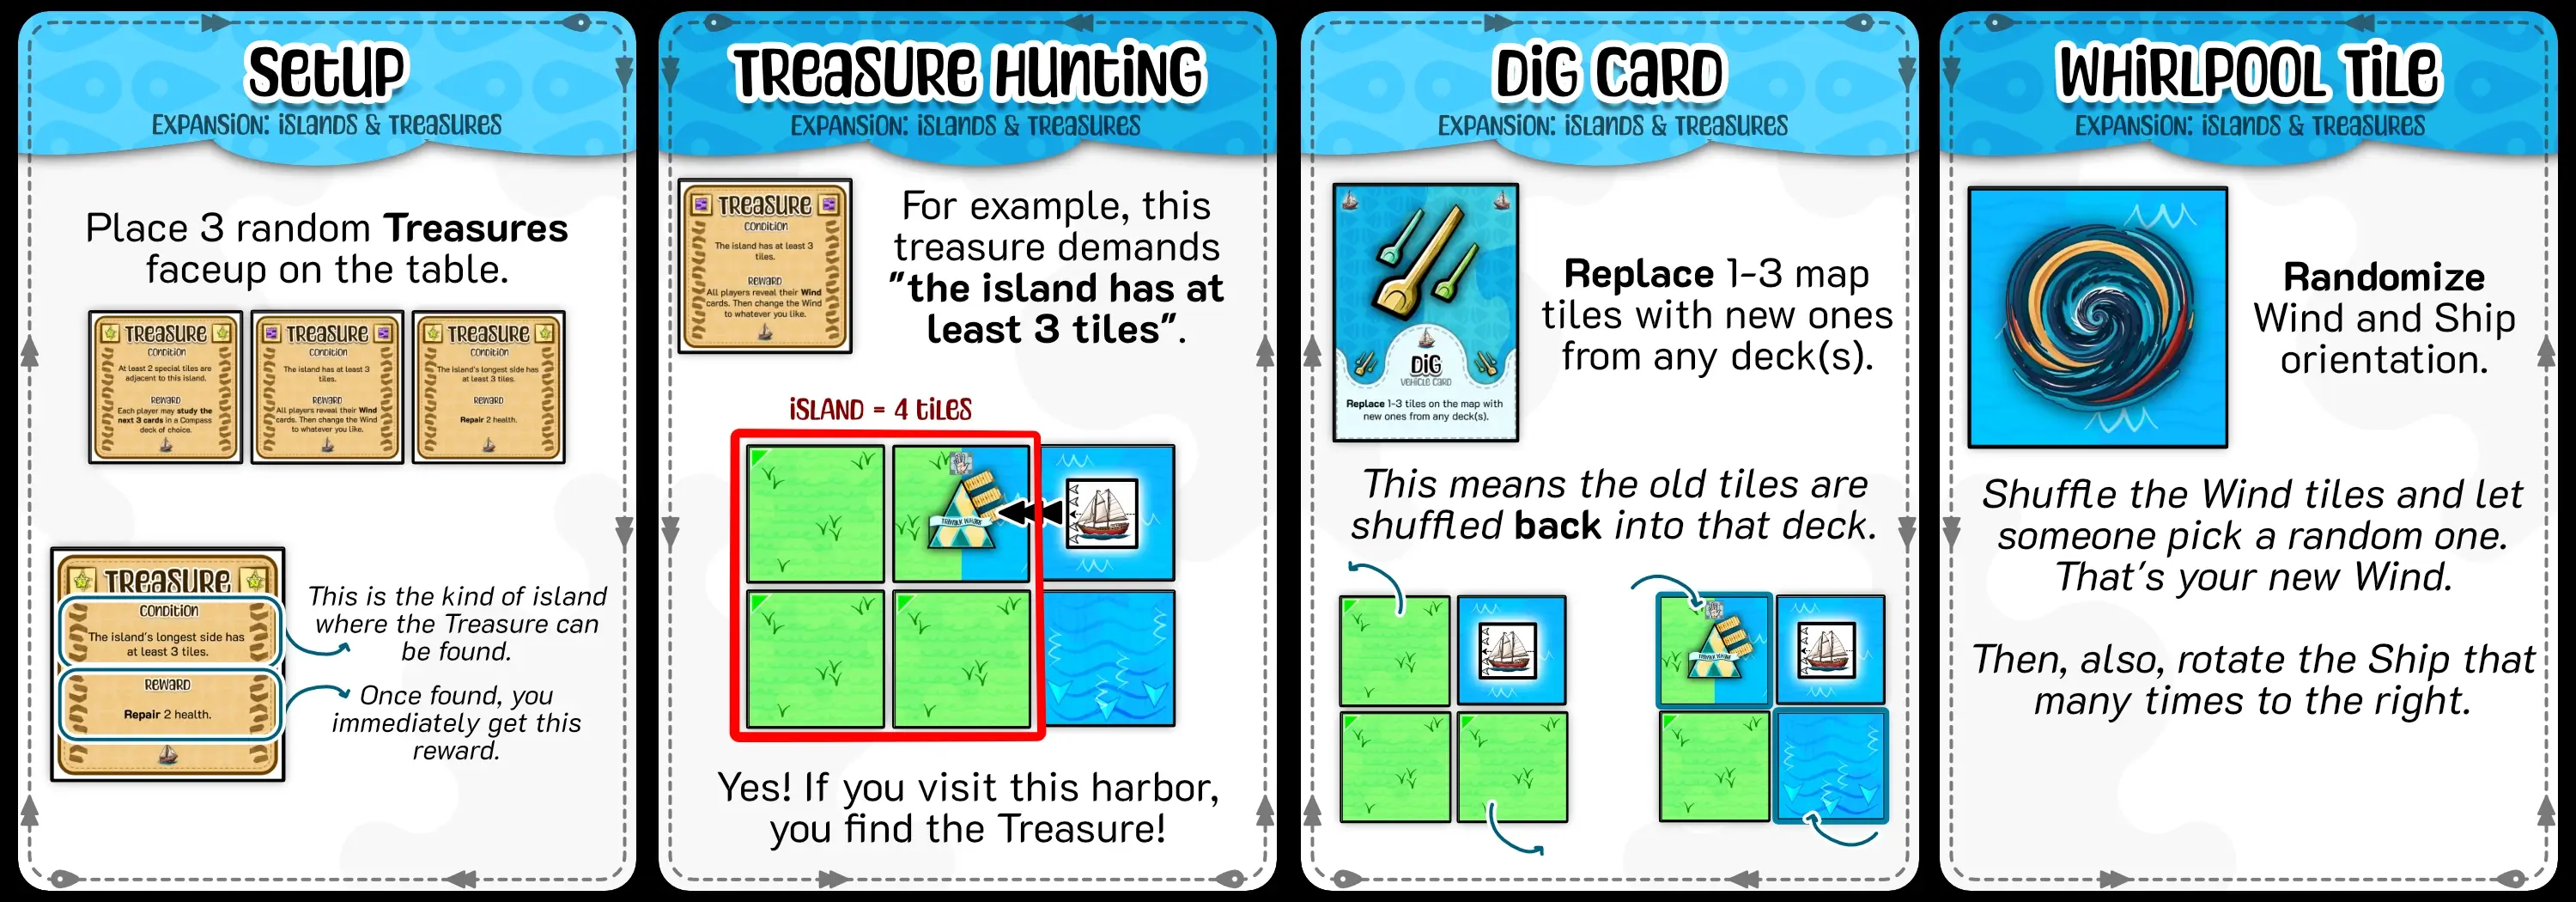 SETUP
EXPANSION: ISLANDS & TREASURES
Place 3 random Treasures
faceup on the table.
TREASURE
CONDITION
At least 2 special tiles are
adjacent to this island.
REWARD
Each player may study the
next 3 cards in a Compass
deck of choice.
TREASURE
CONDITION
The island has at least 3
tiles.
REWARD
All players reveal their Wind
cards. Then change the Wind
to whatever you like.
TREASURE
CONDITION
The island's longest side has
at least 3 tiles.
REWARD
Repair 2 health.
TREASURE
CONDITION
The island's longest side has
at least 3 tiles.
REWARD
Repair 2 health.
This is the kind of island
where the Treasure can
be found.
Once found, you
immediately get this
reward.
TREASURE HUNTING
EXPANSION: ISLANDS & TREASURES
TREASURE
CONDITION
The island has at least 3
tiles.
REWARD
All players reveal their Wind
cards. Then change the Wind
to whatever you like.
For example, this
treasure demands
"the island has at
least 3 tiles".
ISLAND = 4 TILES
Yes! If you visit this harbor,
you find the Treasure!
DIG CARD
EXPANSION: ISLANDS & TREASURES
DIG
VEHICLE CARD
Replace 1-3 tiles on the map with
new ones from any deck(s).
Replace 1-3 map
tiles with new ones
from any deck(s).
This means the old tiles are
shuffled back into that deck.
WHIRLPOOL TILE
EXPANSION: ISLANDS & TREASURES
Randomize
Wind and Ship
orientation.
Shuffle the Wind tiles and let
someone pick a random one.
That's your new Wind.
Then, also, rotate the Ship that
many times to the right.